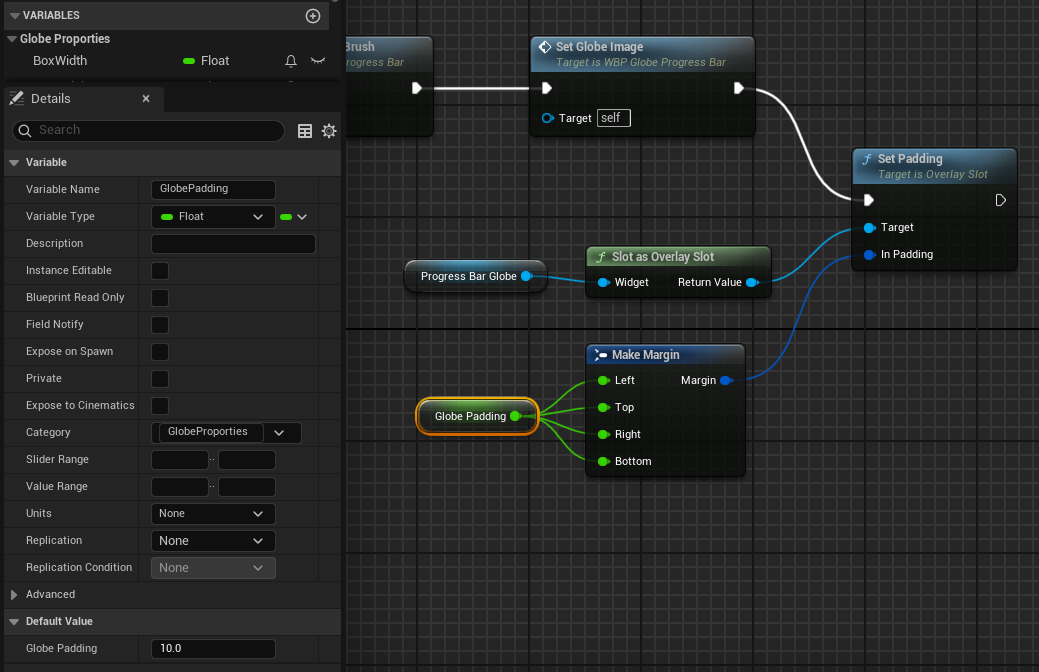 VARIABLES
Globe Proporties
BoxWidth
Float
Details
Search
Variable
Variable Name
GlobePadding
Variable Type
Float
Description
Instance Editable
Blueprint Read Only
Field Notify
Expose on Spawn
Private
Expose to Cinematics
Category
GlobeProporties
Slider Range
..
Value Range
..
Units
None
Replication
None
Replication Condition
None
Advanced
Default Value
Globe Padding
10.0
Brush
rogress Bar
Set Globe Image
Target is WBP Globe Progress Bar
Target
self
f Set Padding
Target is Overlay Slot
Target
In Padding
Progress Bar Globe
f Slot as Overlay Slot
Widget
Return Value
Make Margin
Left
Margin
Top
Right
Bottom
Globe Padding